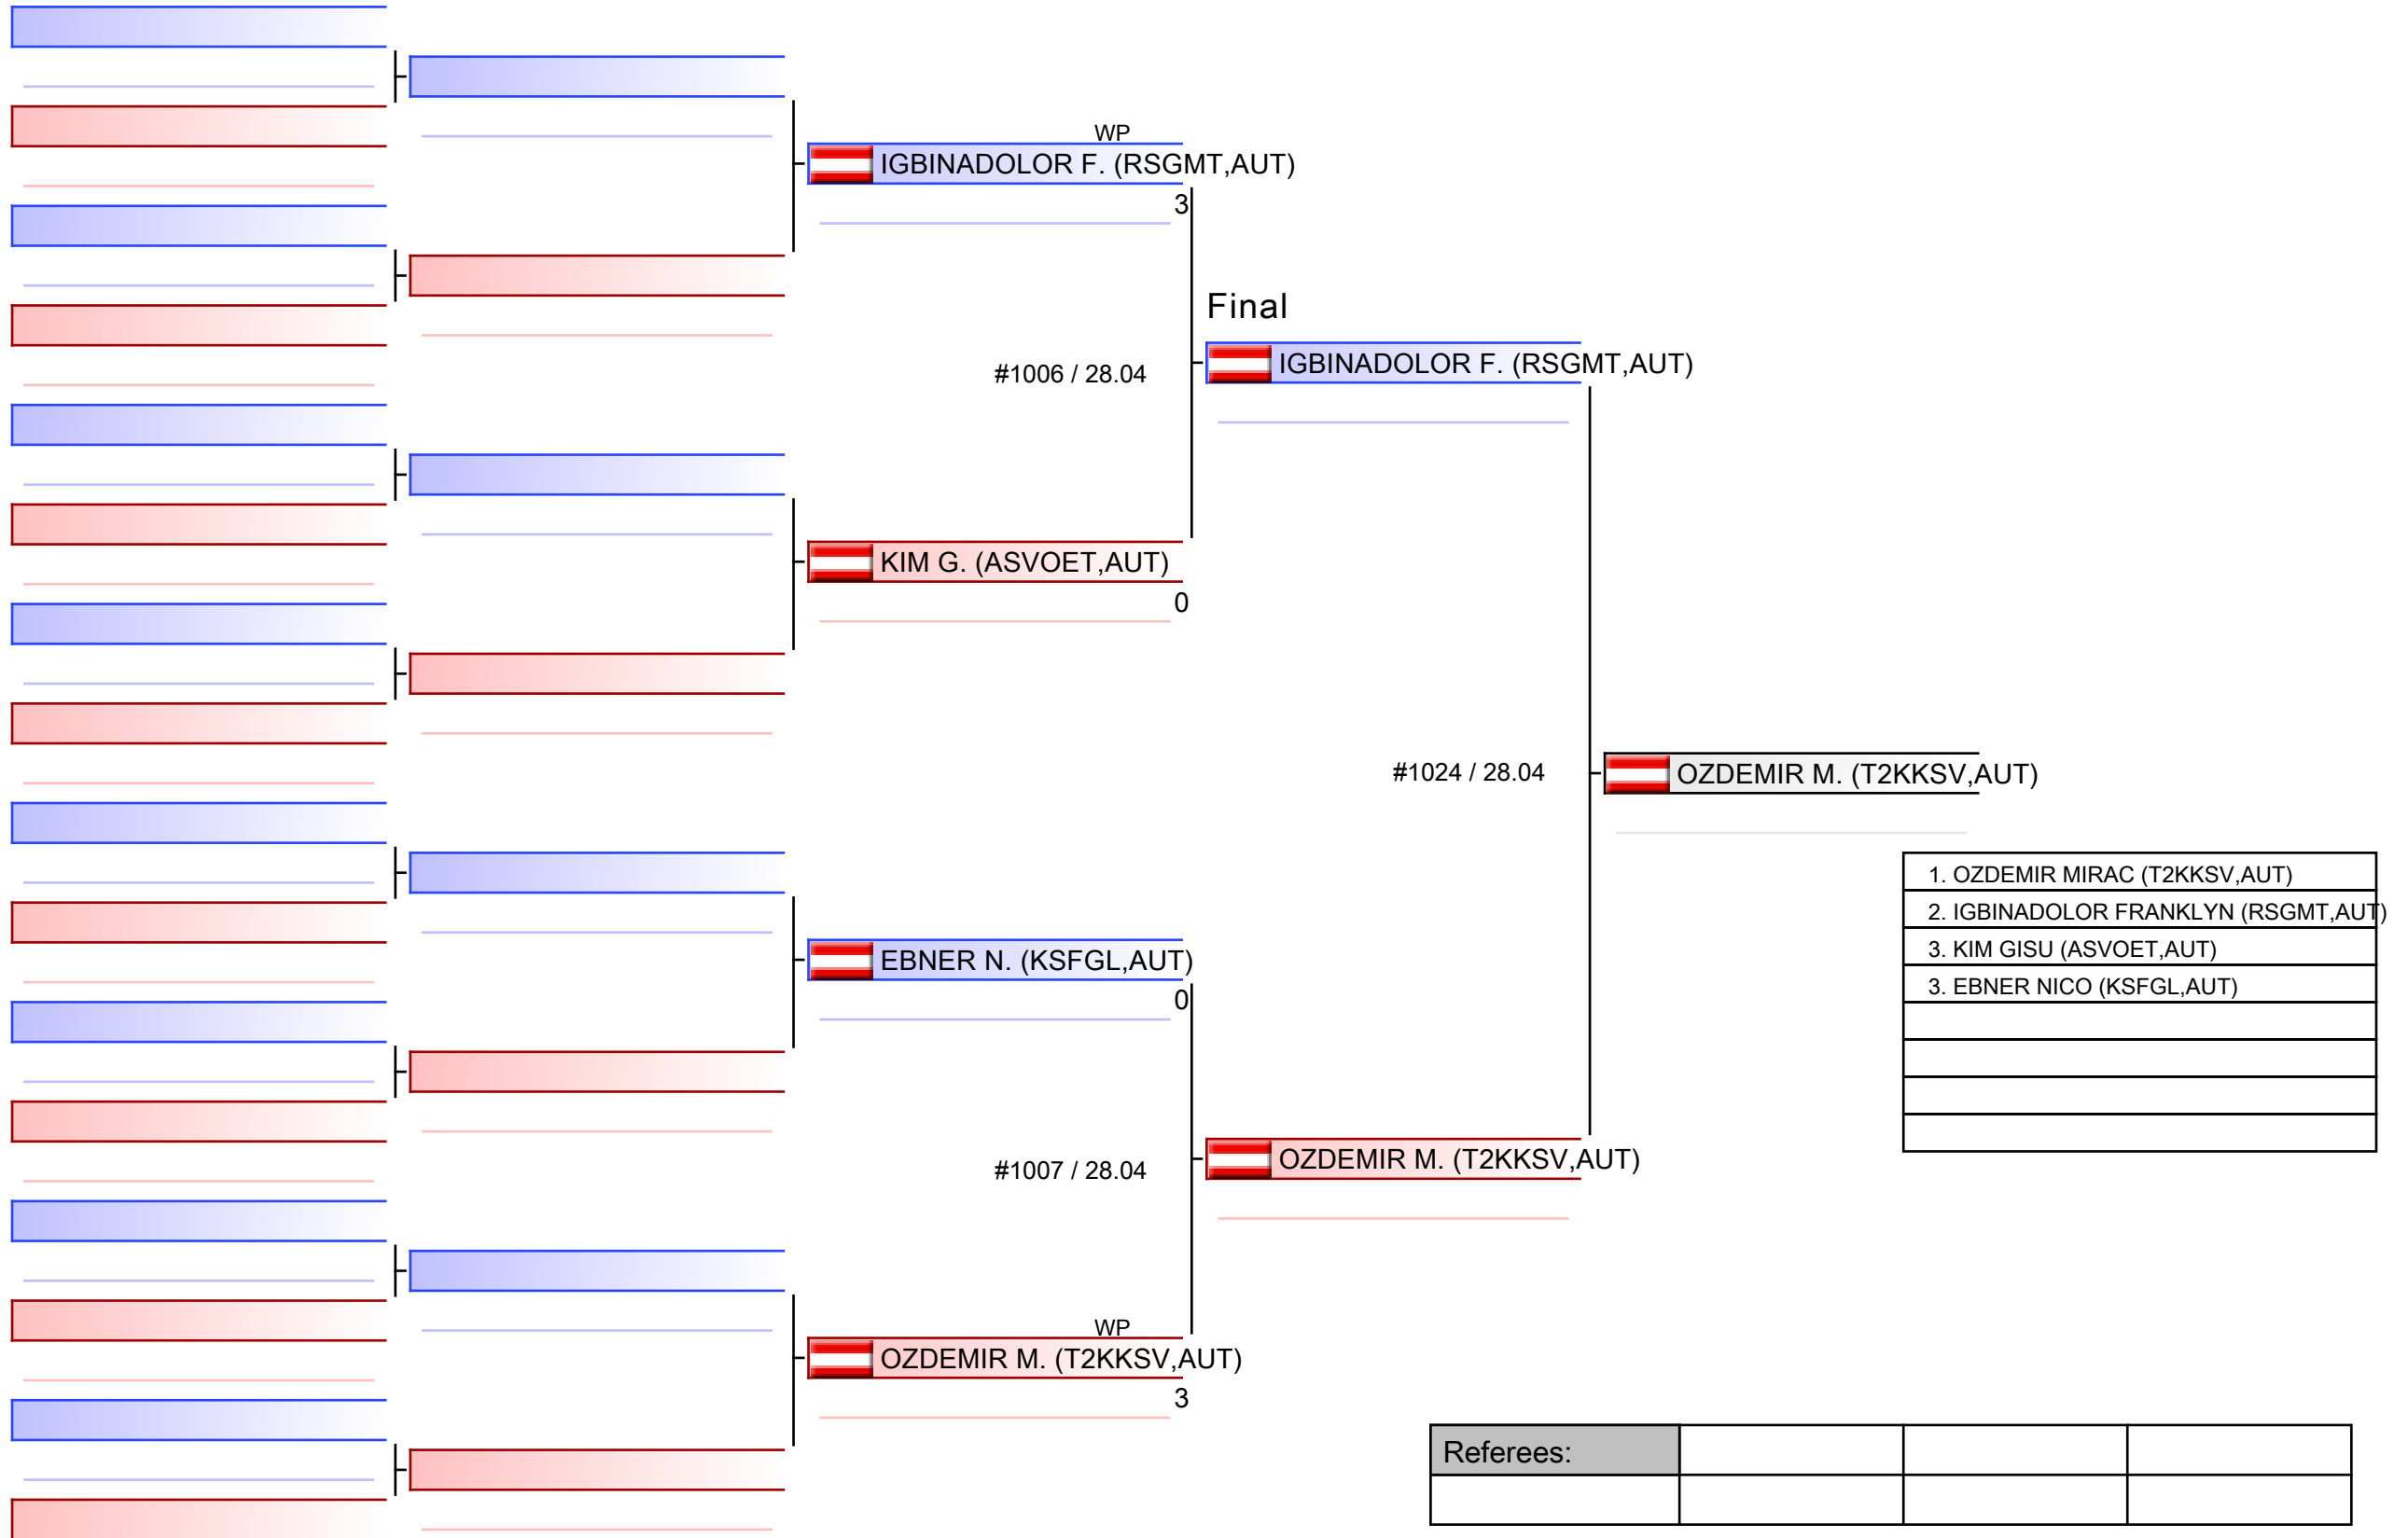 WP
IGBINADOLOR F. (RSGMT,AUT)
3
Final
#1006 / 28.04
IGBINADOLOR F. (RSGMT,AUT)
KIM G. (ASVOET,AUT)
0
#1024 / 28.04
OZDEMIR M. (T2KKSV,AUT)
1. OZDEMIR MIRAC (T2KKSV,AUT)
2. IGBINADOLOR FRANKLYN (RSGMT,AUT)
3. KIM GISU (ASVOET,AUT)
3. EBNER NICO (KSFGL,AUT)
EBNER N. (KSFGL,AUT)
0
#1007 / 28.04
OZDEMIR M. (T2KKSV,AUT)
WP
OZDEMIR M. (T2KKSV,AUT)
3
Referees: